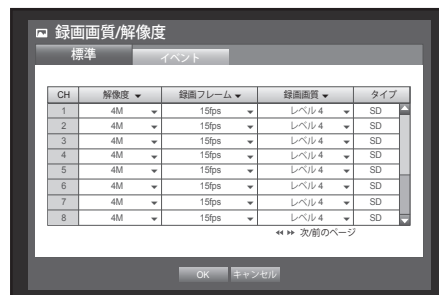 録画画質/解像度
標準 イベント
CH 解像度 録画フレーム 録画画質 タイプ
1 4M 15fps レベル 4 SD
2 4M 15fps レベル 4 SD
3 4M 15fps レベル 4 SD
4 4M 15fps レベル 4 SD
5 4M 15fps レベル 4 SD
6 4M 15fps レベル 4 SD
7 4M 15fps レベル 4 SD
8 4M 15fps レベル 4 SD
次/前のページ
OK キャンセル